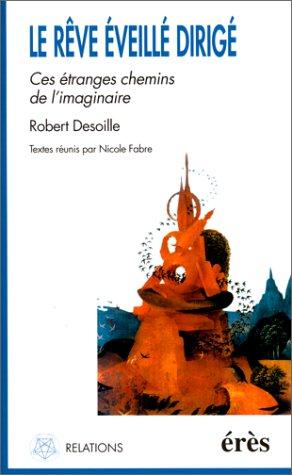 LE RÊVE ÉVEILLÉ DIRIGÉ
Ces étranges chemins
de l'imaginaire
Robert Desoille
Textes réunis par Nicole Fabre
RELATIONS
érès